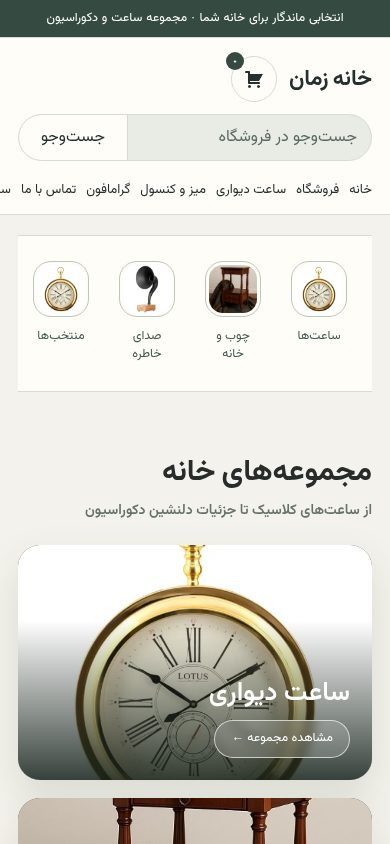 انتخابی ماندگار برای خانه شما · مجموعه ساعت و دکوراسیون
خانه زمان
۰
جست‌وجو در فروشگاه
جست‌وجو
خانه فروشگاه ساعت دیواری میز و کنسول گرامافون تماس با ما
ساعت‌ها
چوب و
خانه
صدای
خاطره
منتخب‌ها
مجموعه‌های خانه
از ساعت‌های کلاسیک تا جزئیات دلنشین دکوراسیون
LOTUS
ساعت دیواری
مشاهده مجموعه ←